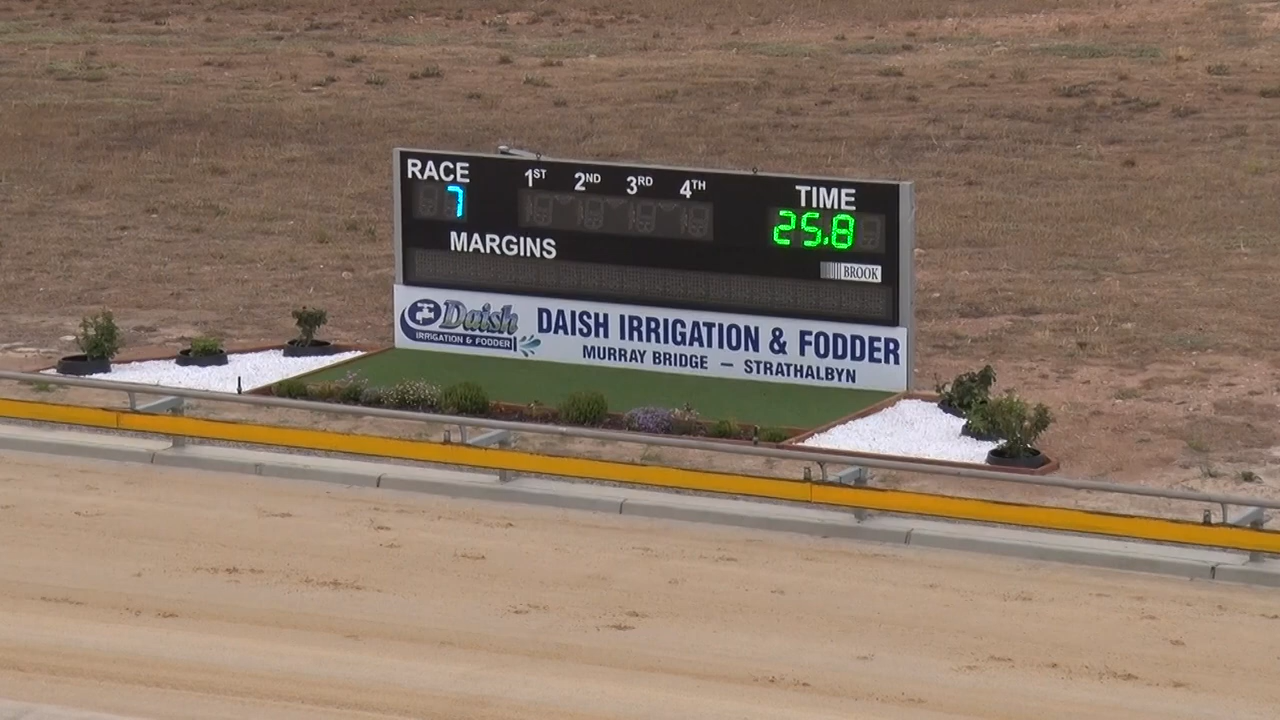 RACE 1ST 2ND 3RD 4TH TIME
7 25.8
MARGINS
BROOK
Daish
IRRIGATION & FODDER
DAISH IRRIGATION & FODDER
MURRAY BRIDGE — STRATHALBYN